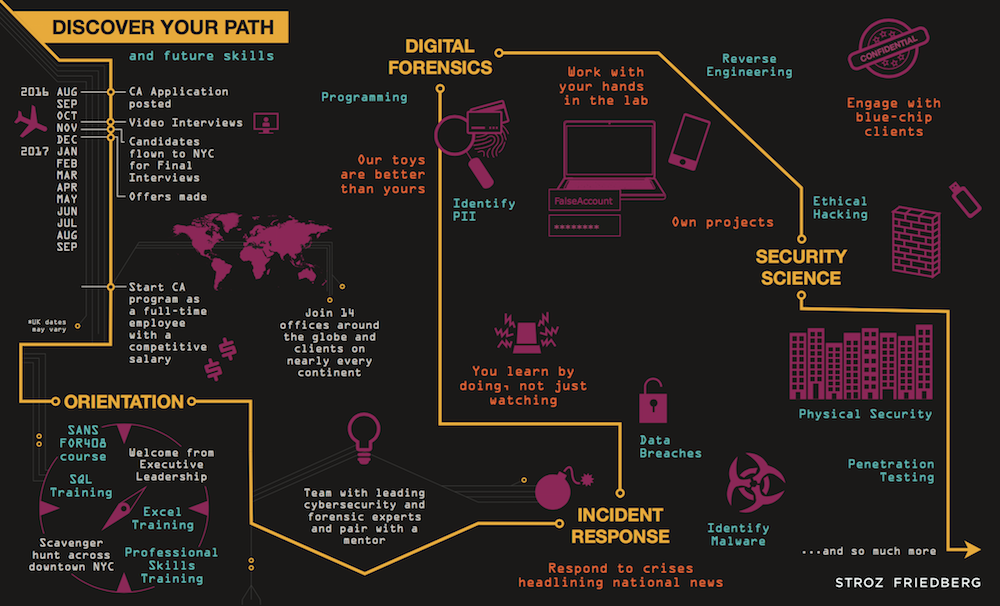 DISCOVER YOUR PATH
and future skills
2016 AUG
SEP
OCT
NOV
DEC
2017 JAN
FEB
MAR
APR
MAY
JUN
JUL
AUG
SEP
CA Application
posted
Video Interviews
Candidates
flown to NYC
for Final
Interviews
Offers made
Start CA
program as
a full-time
employee
with a
competitive
salary
*UK dates
may vary
$
$
Join 14
offices around
the globe and
clients on
nearly every
continent
ORIENTATION
SANS
FOR408
course
Welcome from
Executive
Leadership
SQL
Training
Excel
Training
Scavenger
hunt across
downtown NYC
Professional
Skills
Training
Team with leading
cybersecurity and
forensic experts
and pair with a
mentor
INCIDENT
RESPONSE
Respond to crises
headlining national news
You learn by
doing, not just
watching
Data
Breaches
Identify
Malware
DIGITAL
FORENSICS
Programming
Our toys
are better
than yours
Identify
PII
Work with
your hands
in the lab
FalseAccount
********
Own projects
Reverse
Engineering
CONFIDENTIAL
Engage with
blue-chip
clients
Ethical
Hacking
SECURITY
SCIENCE
Physical Security
Penetration
Testing
...and so much more
STROZ FRIEDBERG